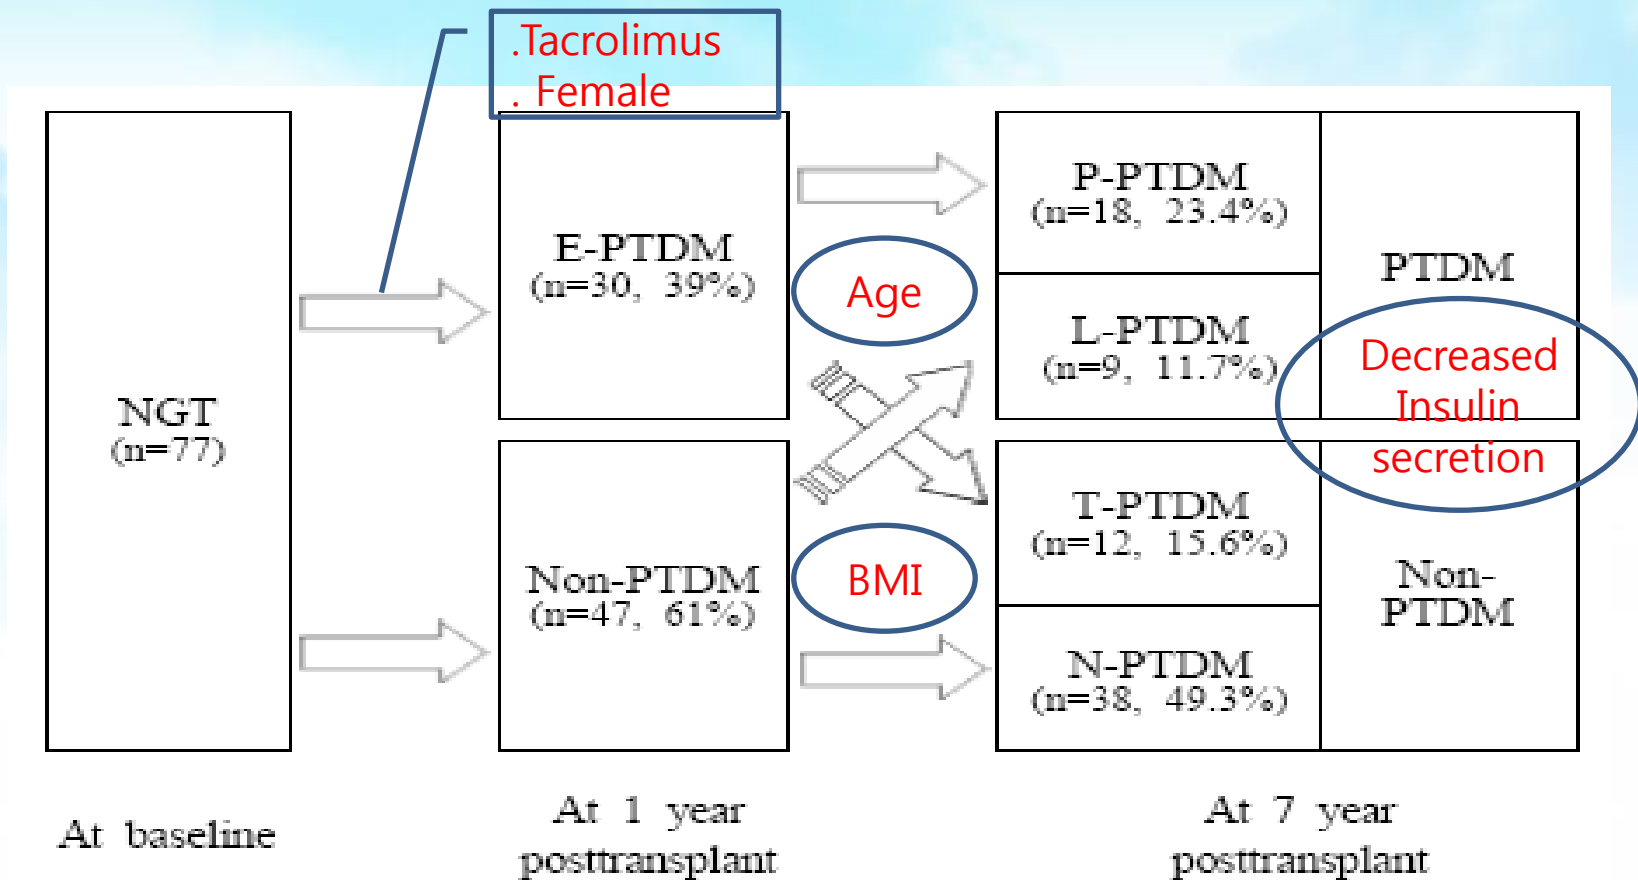 .Tacrolimus
. Female
NGT
(n=77)
E-PTDM
(n=30, 39%)
Non-PTDM
(n=47, 61%)
Age
BMI
P-PTDM
(n=18, 23.4%)
L-PTDM
(n=9, 11.7%)
T-PTDM
(n=12, 15.6%)
N-PTDM
(n=38, 49.3%)
PTDM
Decreased
Insulin
secretion
Non-
PTDM
At baseline
At 1 year
posttransplant
At 7 year
posttransplant